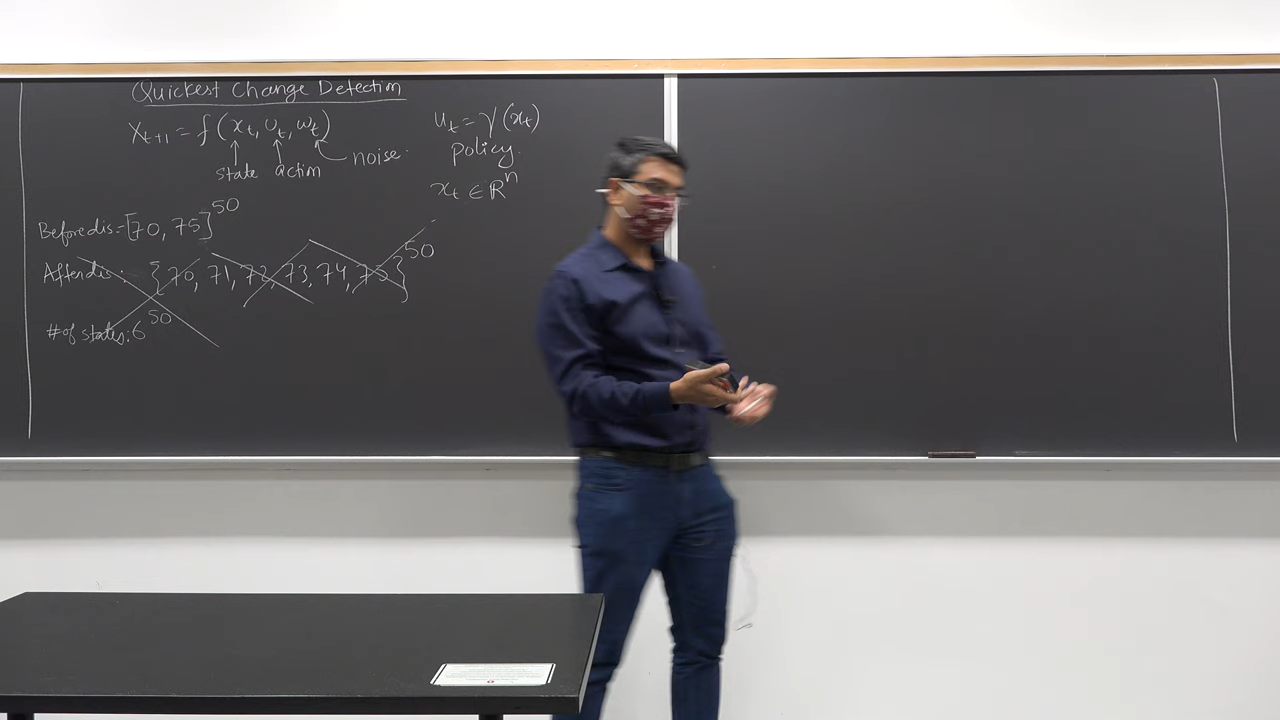 Quickest Change Detection
X_{t+1} = f(x_t, u_t, w_t)
state action noise.
u_t = γ(x_t)
Policy.
x_t ∈ ℝ^n
Before dis = [70, 75]^50
After dis: {70, 71, 72, 73, 74, 75}^50
# of states: 6^50